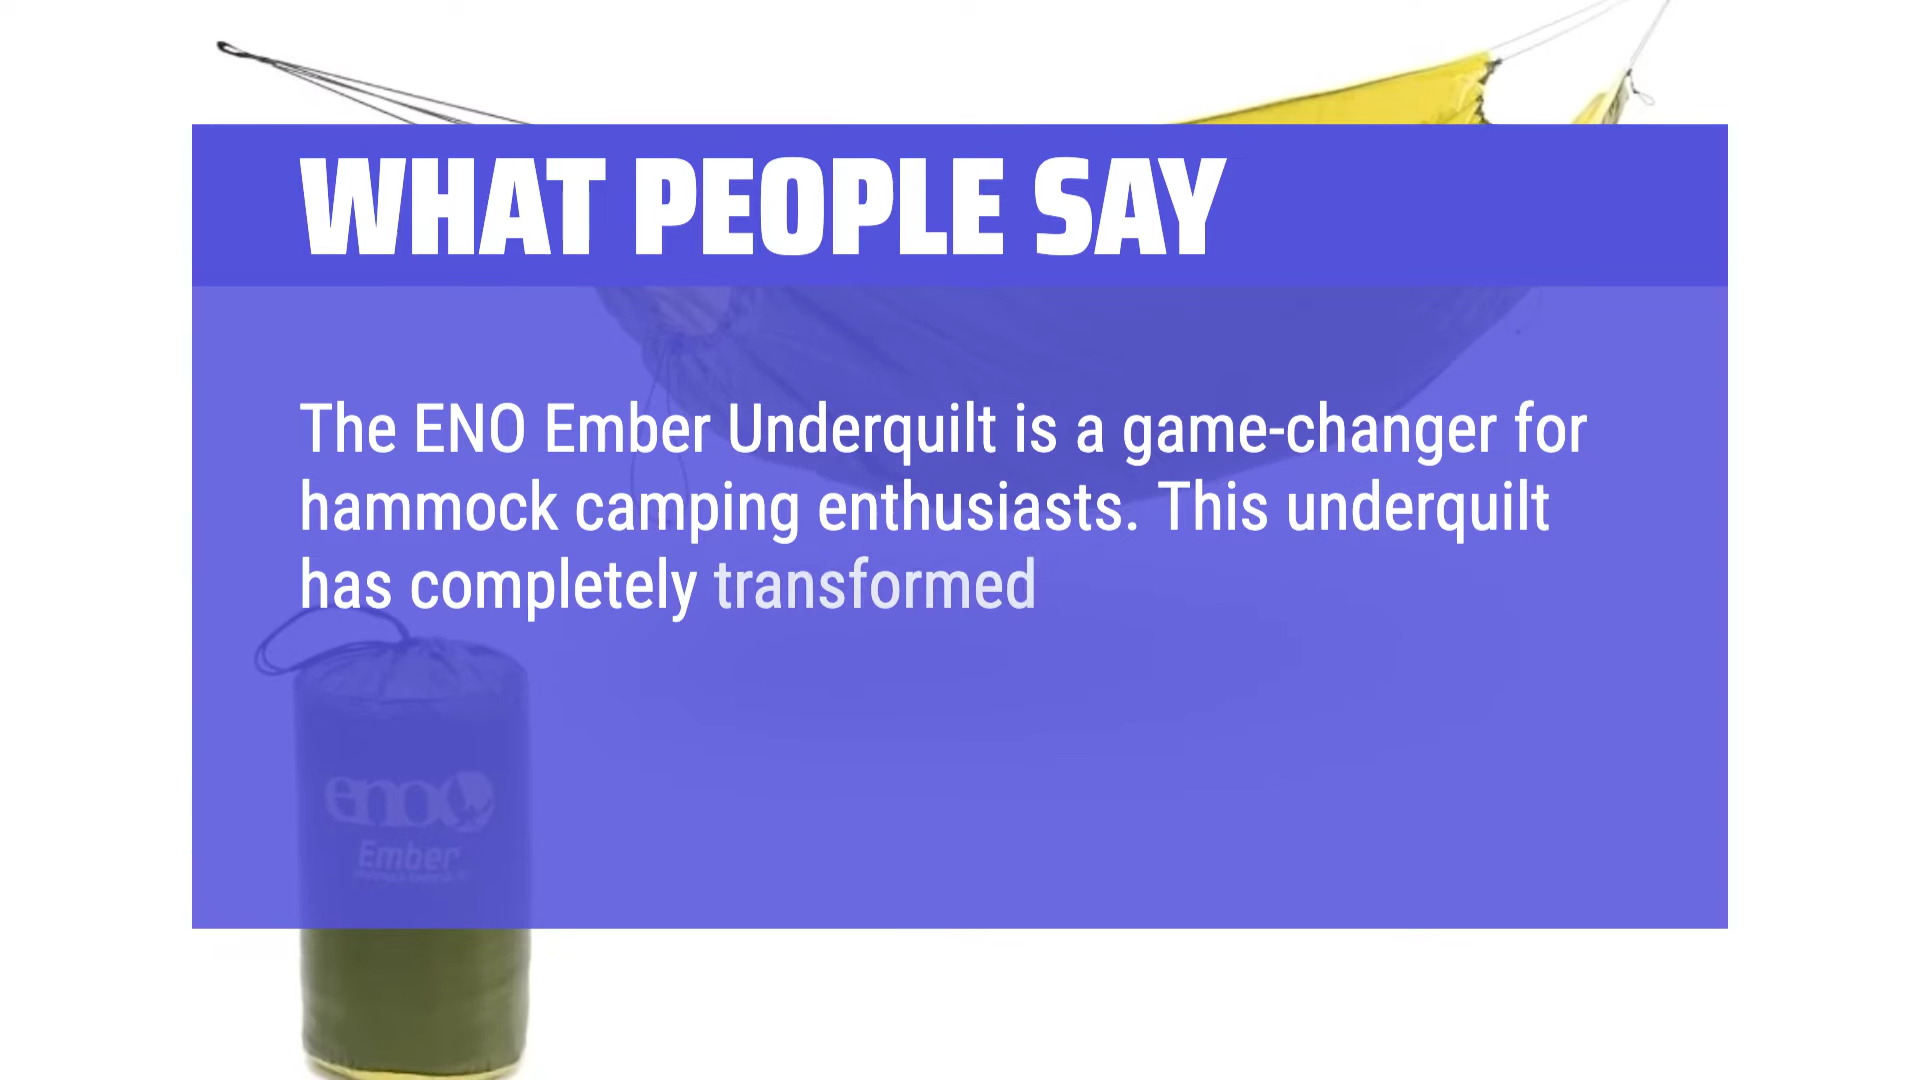 WHAT PEOPLE SAY
The ENO Ember Underquilt is a game-changer for
hammock camping enthusiasts. This underquilt
has completely transformed
eno
Ember